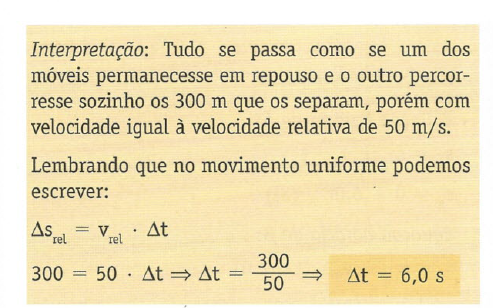 Interpretação: Tudo se passa como se um dos
móveis permanecesse em repouso e o outro percor-
resse sozinho os 300 m que os separam, porém com
velocidade igual à velocidade relativa de 50 m/s.
Lembrando que no movimento uniforme podemos
escrever:
Δs_rel = v_rel · Δt
300 = 50 · Δt ⇒ Δt = 300/50 ⇒ Δt = 6,0 s